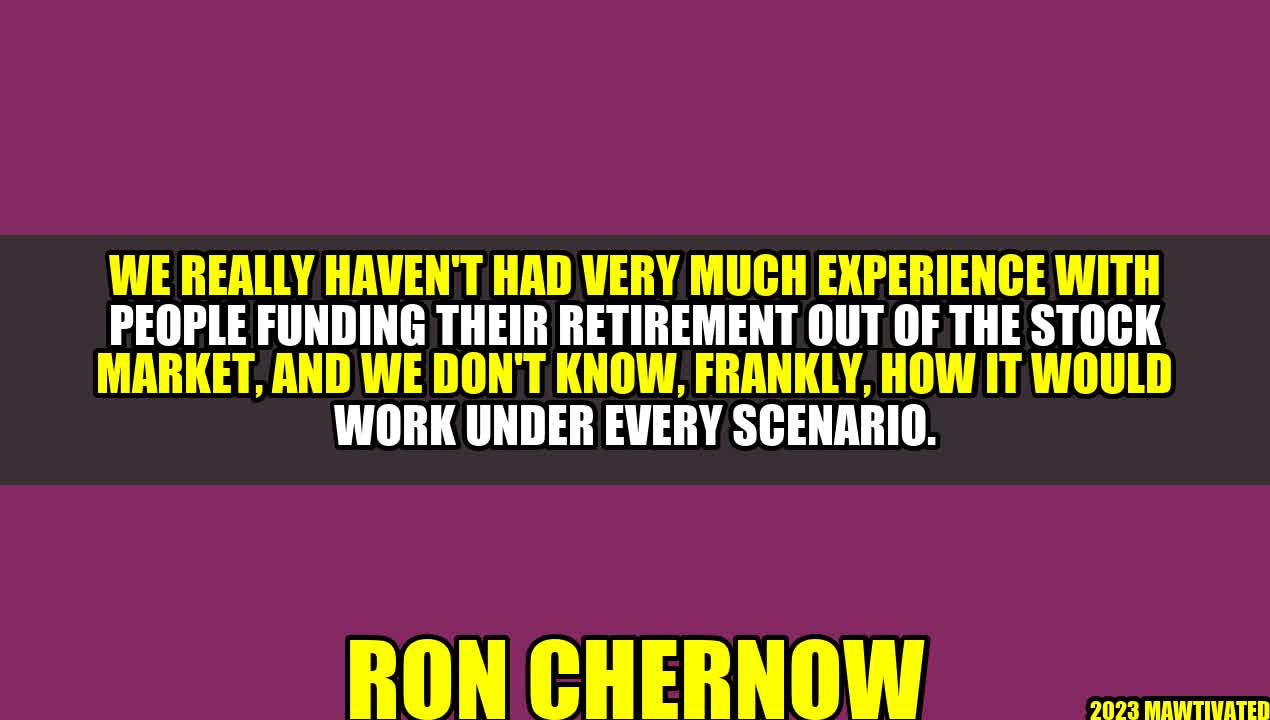 WE REALLY HAVEN'T HAD VERY MUCH EXPERIENCE WITH
PEOPLE FUNDING THEIR RETIREMENT OUT OF THE STOCK
MARKET, AND WE DON'T KNOW, FRANKLY, HOW IT WOULD
WORK UNDER EVERY SCENARIO.
RON CHERNOW
2023 MAWTIVATED